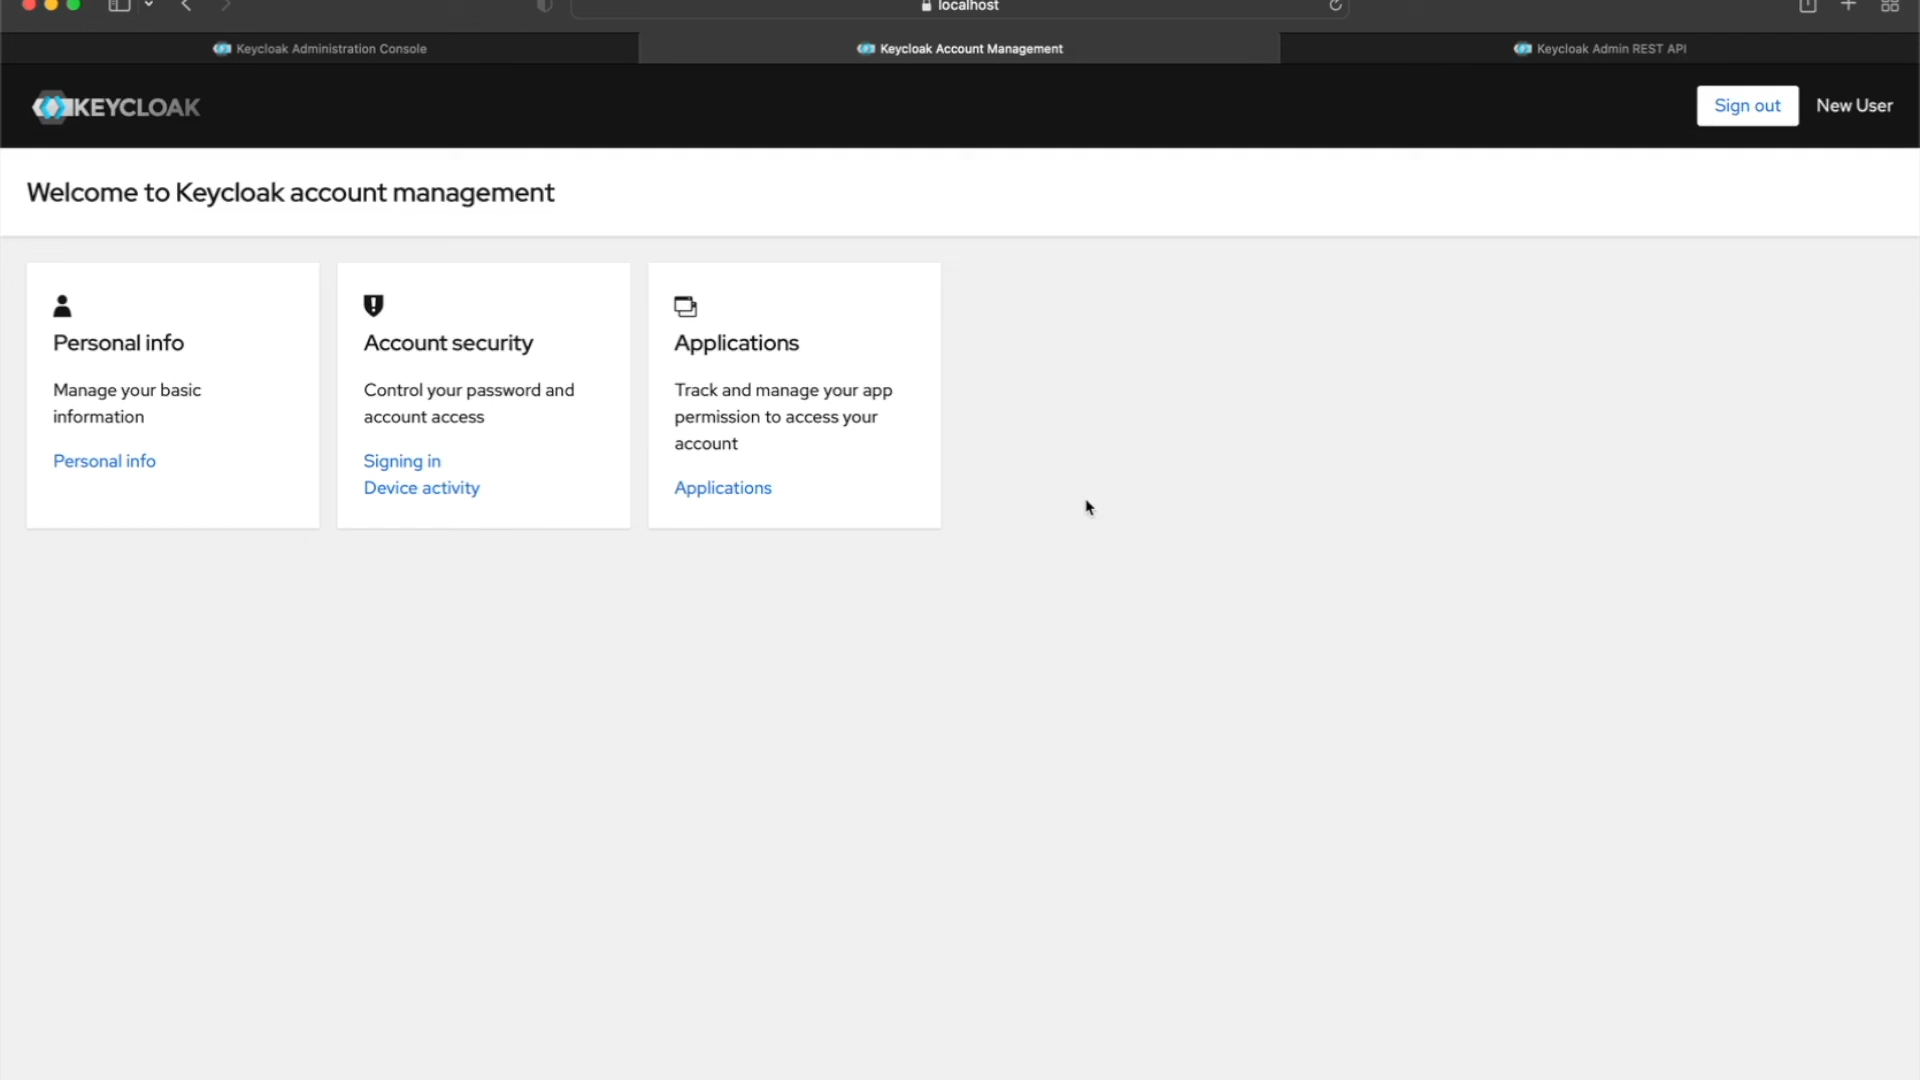 localhost
Keycloak Administration Console
Keycloak Account Management
Keycloak Admin REST API
KEYCLOAK
Sign out
New User
Welcome to Keycloak account management
Personal info
Manage your basic
information
Personal info
Account security
Control your password and
account access
Signing in
Device activity
Applications
Track and manage your app
permission to access your
account
Applications